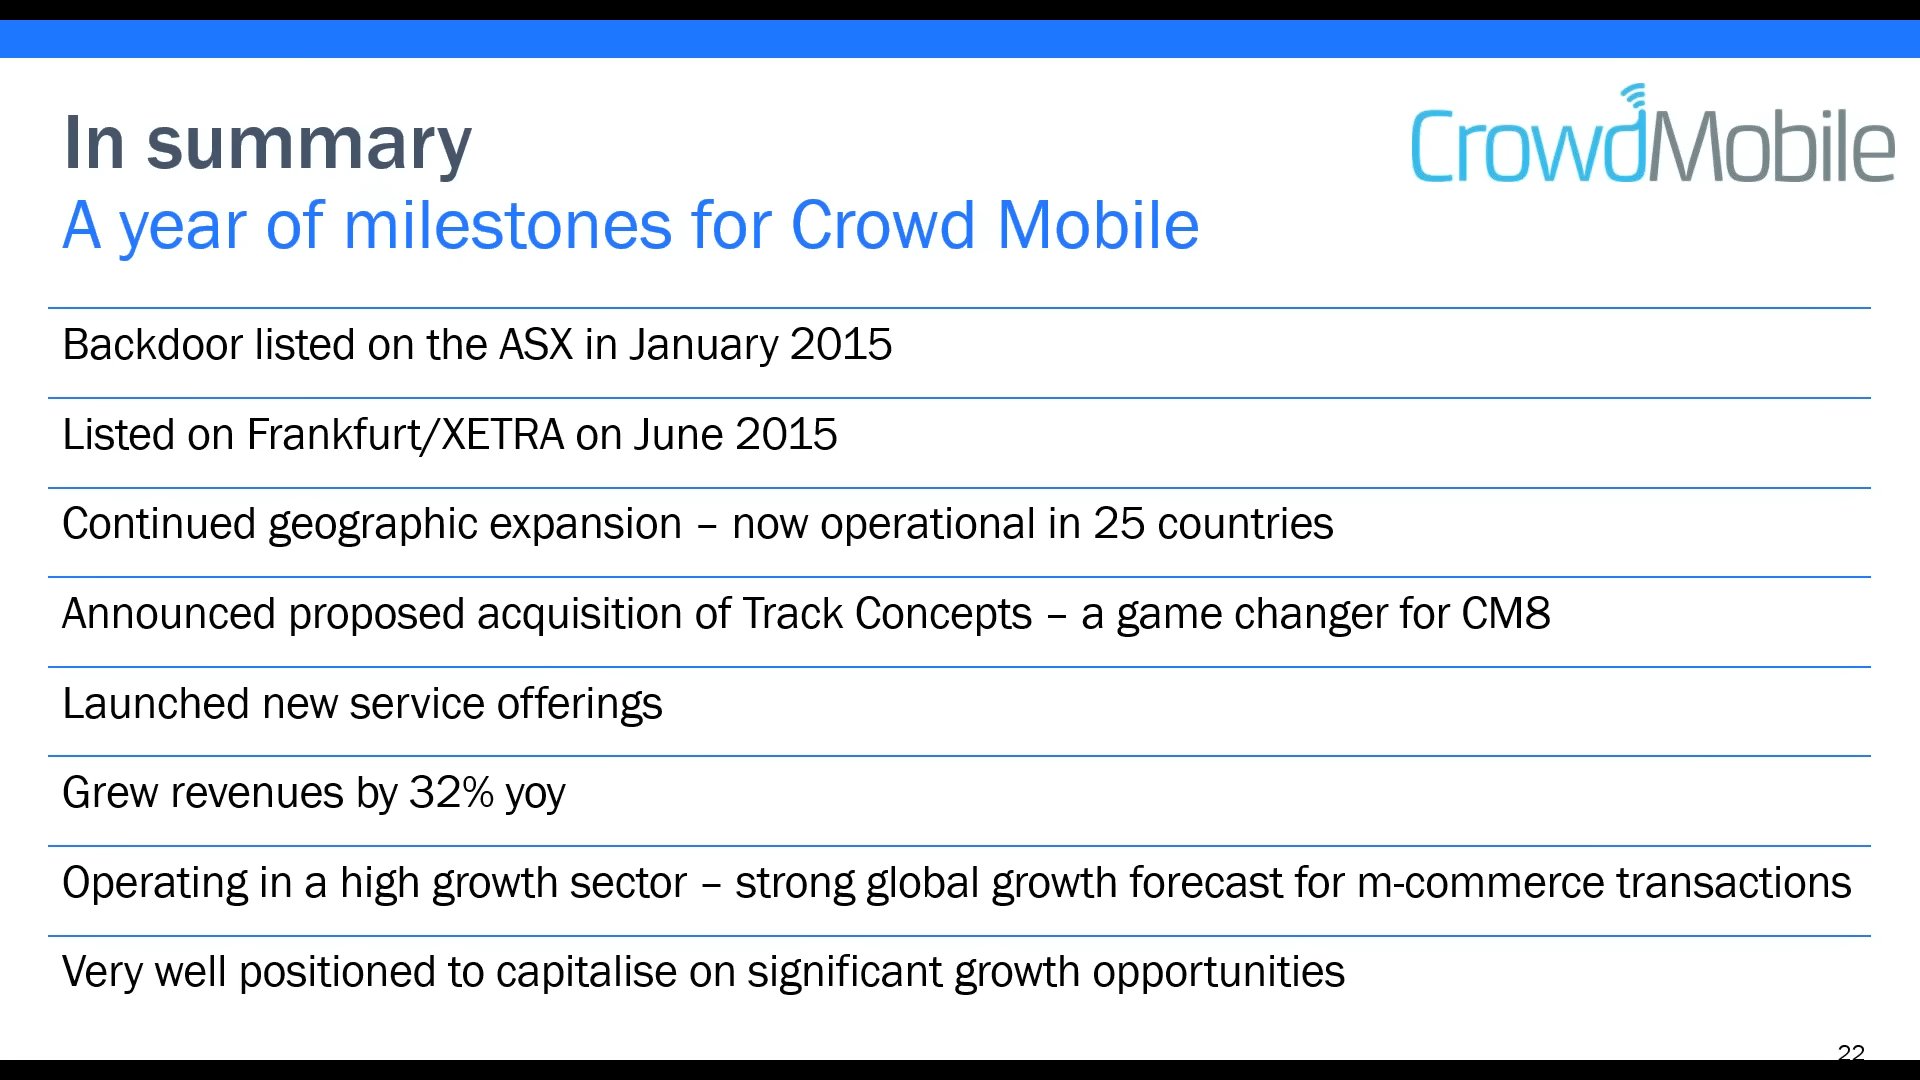 In summary
CrowdMobile
A year of milestones for Crowd Mobile
Backdoor listed on the ASX in January 2015
Listed on Frankfurt/XETRA on June 2015
Continued geographic expansion – now operational in 25 countries
Announced proposed acquisition of Track Concepts – a game changer for CM8
Launched new service offerings
Grew revenues by 32% yoy
Operating in a high growth sector – strong global growth forecast for m-commerce transactions
Very well positioned to capitalise on significant growth opportunities
22